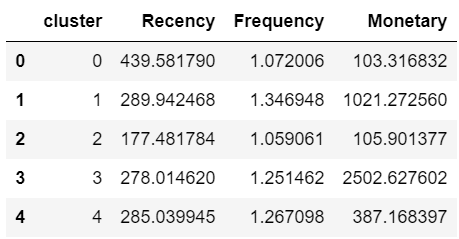 cluster Recency Frequency Monetary
0 0 439.581790 1.072006 103.316832
1 1 289.942468 1.346948 1021.272560
2 2 177.481784 1.059061 105.901377
3 3 278.014620 1.251462 2502.627602
4 4 285.039945 1.267098 387.168397